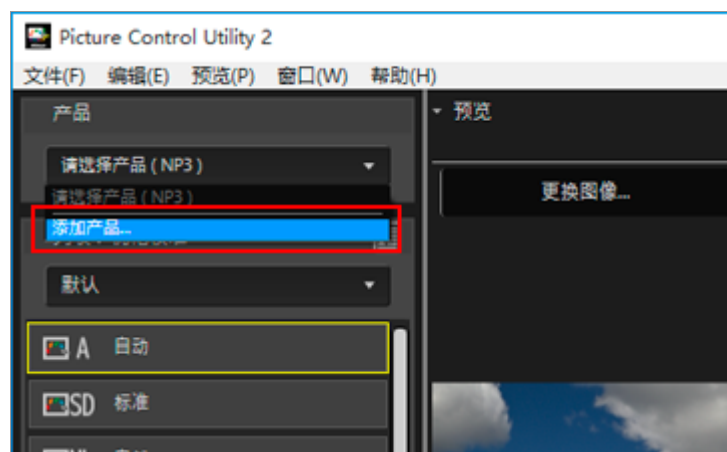 Picture Control Utility 2
文件(F) 编辑(E) 预览(P) 窗口(W) 帮助(H)
产品
预览
请选择产品 ( NP3 )
更换图像...
请选择产品 ( NP3 )
添加产品...
默认
A 自动
SD 标准